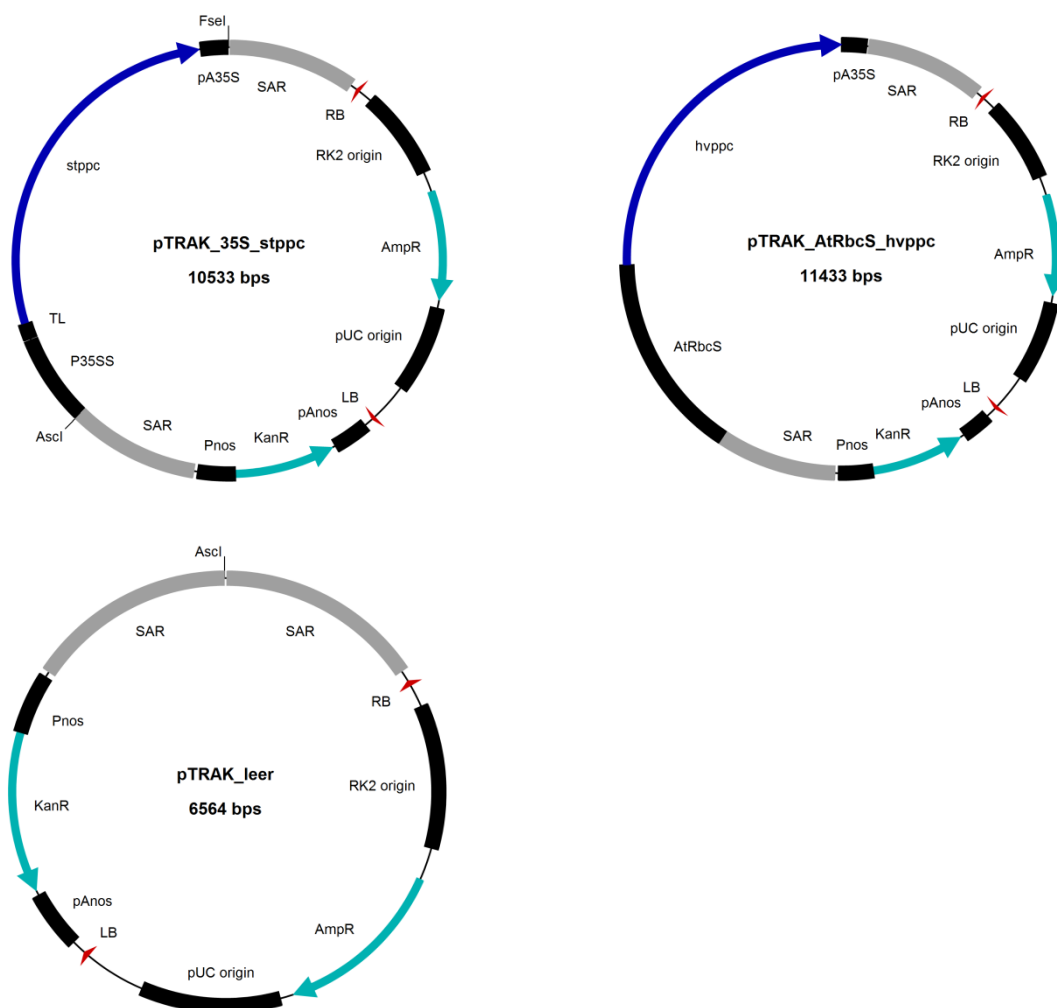 FseI
pA35S
SAR
RB
RK2 origin
stppc
AmpR
pTRAK_35S_stppc
10533 bps
TL
P35SS
pUC origin
AscI
SAR
Pnos
KanR
pAnos
LB
pA35S
SAR
RB
RK2 origin
hvppc
AmpR
pTRAK_AtRbcS_hvppc
11433 bps
AtRbcS
pUC origin
LB
pAnos
SAR
Pnos
KanR
AscI
SAR
SAR
RB
Pnos
pTRAK_leer
6564 bps
RK2 origin
KanR
pAnos
LB
AmpR
pUC origin